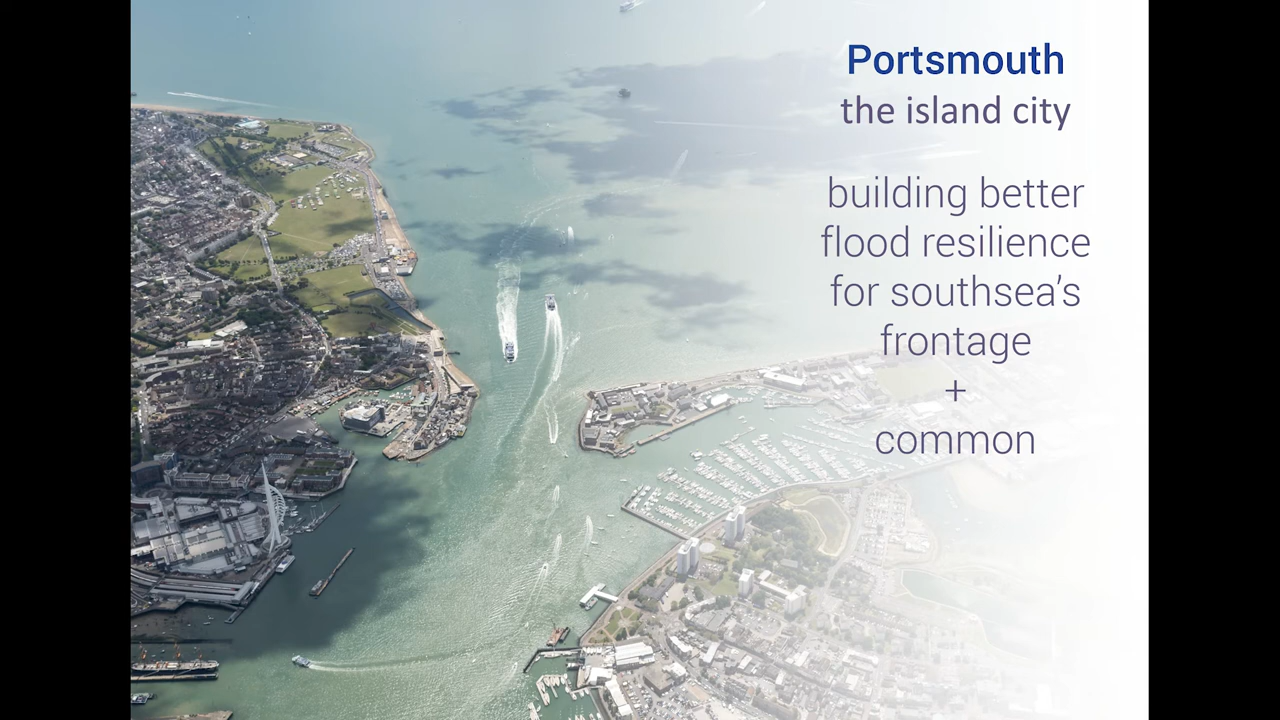 Portsmouth
the island city
building better
flood resilience
for southsea's
frontage
+
common